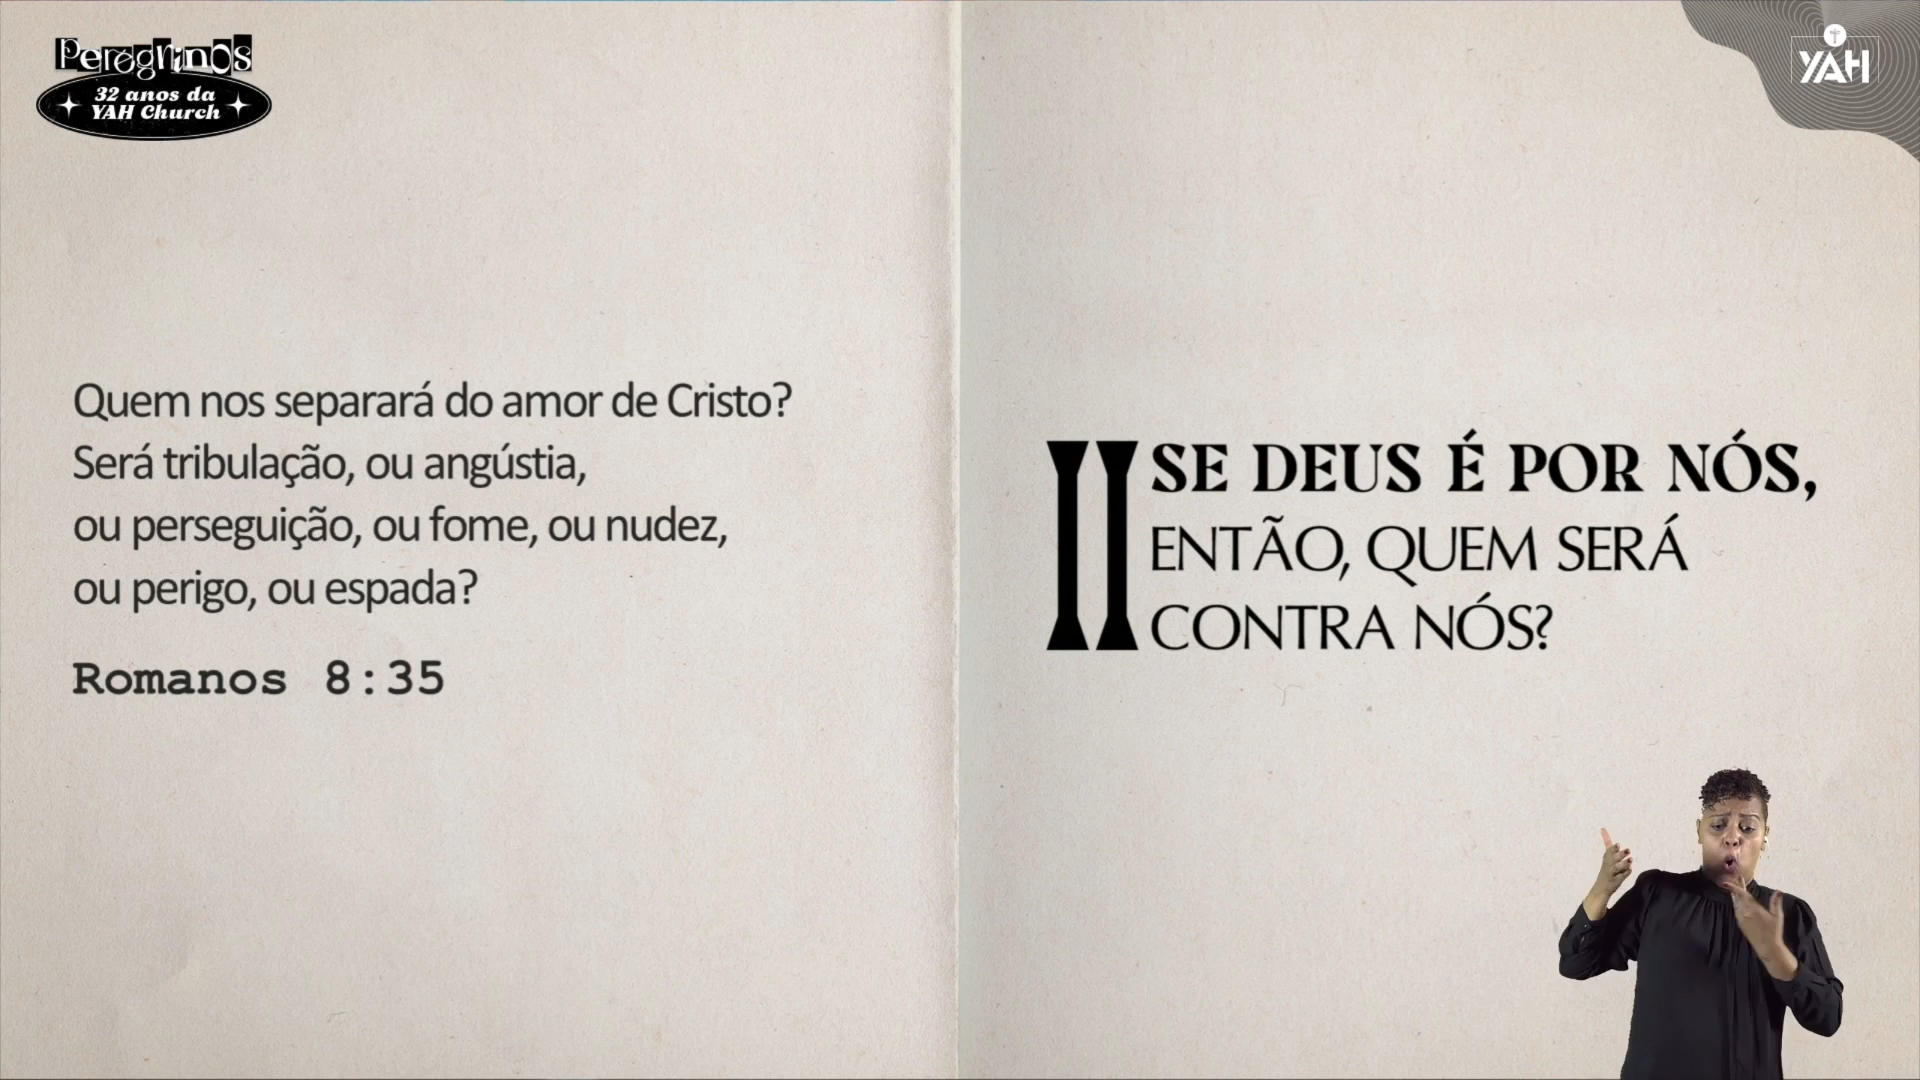 Peregrinos
32 anos da
YAH Church
YAH
Quem nos separará do amor de Cristo?
Será tribulação, ou angústia,
ou perseguição, ou fome, ou nudez,
ou perigo, ou espada?
Romanos 8:35
II
SE DEUS É POR NÓS,
ENTÃO, QUEM SERÁ
CONTRA NÓS?